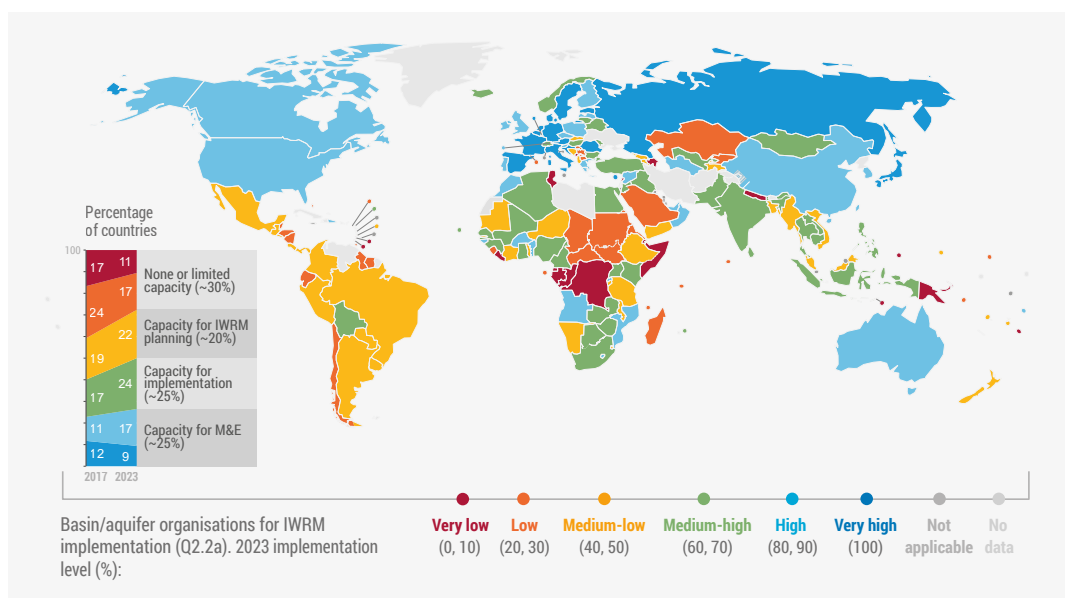 Percentage
of countries
100
17 11
17
24
22
19
24
17
11 17
12 9
2017 2023
None or limited
capacity (~30%)
Capacity for IWRM
planning (~20%)
Capacity for
implementation
(~25%)
Capacity for M&E
(~25%)
Basin/aquifer organisations for IWRM
implementation (Q2.2a). 2023 implementation
level (%):
Very low
(0, 10)
Low
(20, 30)
Medium-low
(40, 50)
Medium-high
(60, 70)
High
(80, 90)
Very high
(100)
Not
applicable
No
data